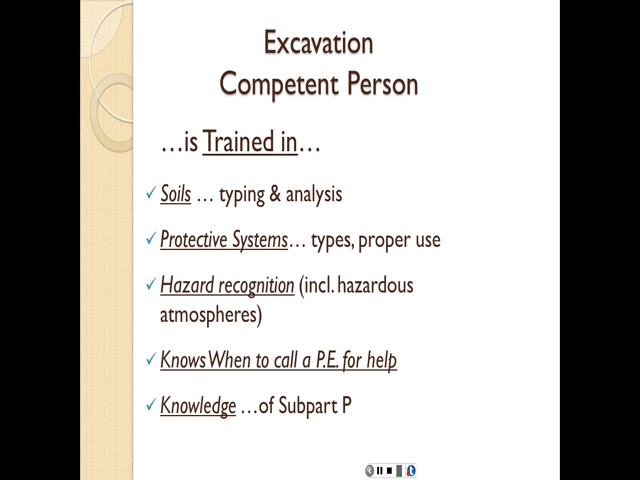 Excavation
Competent Person
…is Trained in…
Soils … typing & analysis
Protective Systems… types, proper use
Hazard recognition (incl. hazardous
atmospheres)
Knows When to call a P.E. for help
Knowledge …of Subpart P